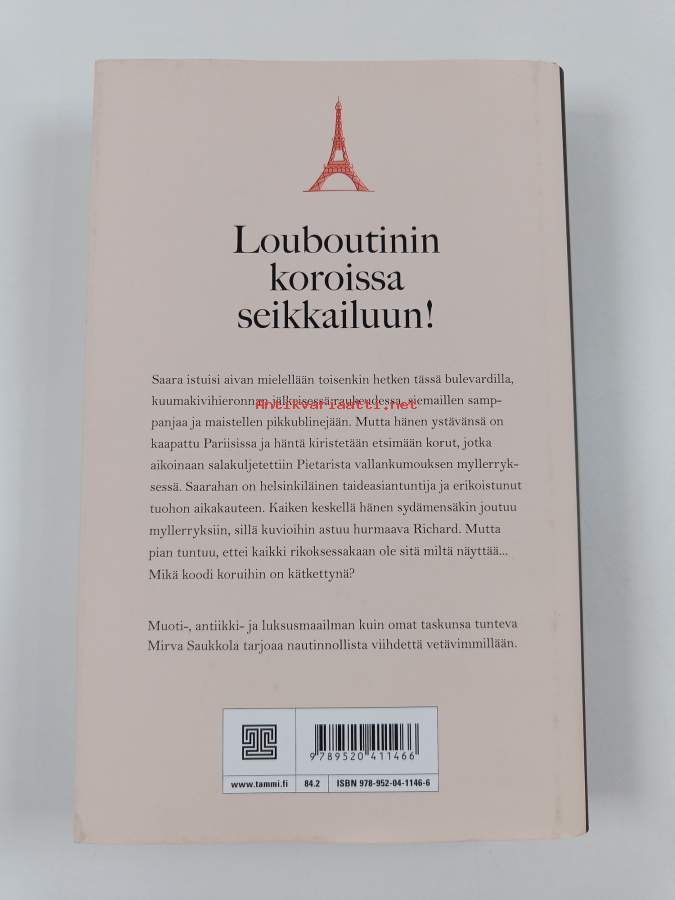 Louboutinin
koroissa
seikkailuun!
Saara istuisi aivan mielellään toisenkin hetken tässä bulevardilla,
kuumakivihieronnan jälkeisessä raukeudessa, siemaillen samp-
Antikvariaatti.net
panjaa ja maistellen pikkublinejään. Mutta hänen ystävänsä on
kaapattu Pariisissa ja häntä kiristetään etsimään korut, jotka
aikoinaan salakuljetettiin Pietarista vallankumouksen myllerryk-
sessä. Saarahan on helsinkiläinen taideasiantuntija ja erikoistunut
tuohon aikakauteen. Kaiken keskellä hänen sydämensäkin joutuu
myllerryksiin, sillä kuvioihin astuu hurmaava Richard. Mutta
pian tuntuu, ettei kaikki rikoksessakaan ole sitä miltä näyttää...
Mikä koodi koruihin on kätkettynä?
Muoti-, antiikki- ja luksusmaailman kuin omat taskunsa tunteva
Mirva Saukkola tarjoaa nautinnollista viihdettä vetävimmillään.
9 789520 411466
www.tammi.fi 84.2 ISBN 978-952-04-1146-6